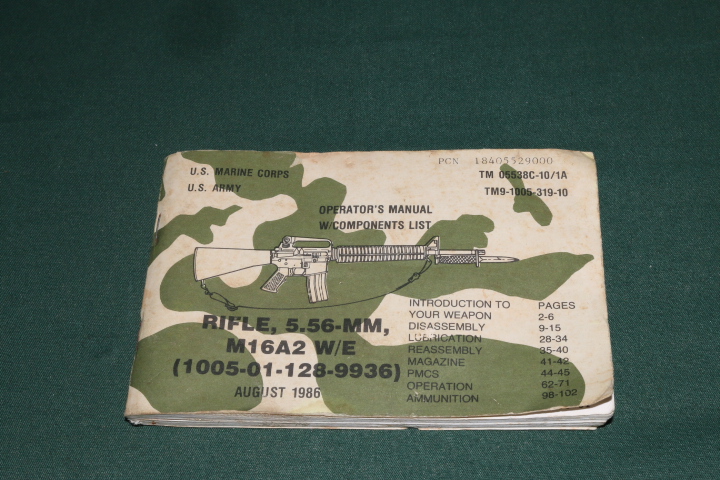 PCN 18405529000
U.S. MARINE CORPS
TM 05538C-10/1A
U.S. ARMY
TM9-1005-319-10
OPERATOR'S MANUAL
W/COMPONENTS LIST
RIFLE, 5.56-MM,
M16A2 W/E
(1005-01-128-9936)
AUGUST 1986
INTRODUCTION TO PAGES
YOUR WEAPON 2-6
DISASSEMBLY 9-15
LUBRICATION 28-34
REASSEMBLY 35-40
MAGAZINE 41-42
PMCS 44-45
OPERATION 62-71
AMMUNITION 98-102